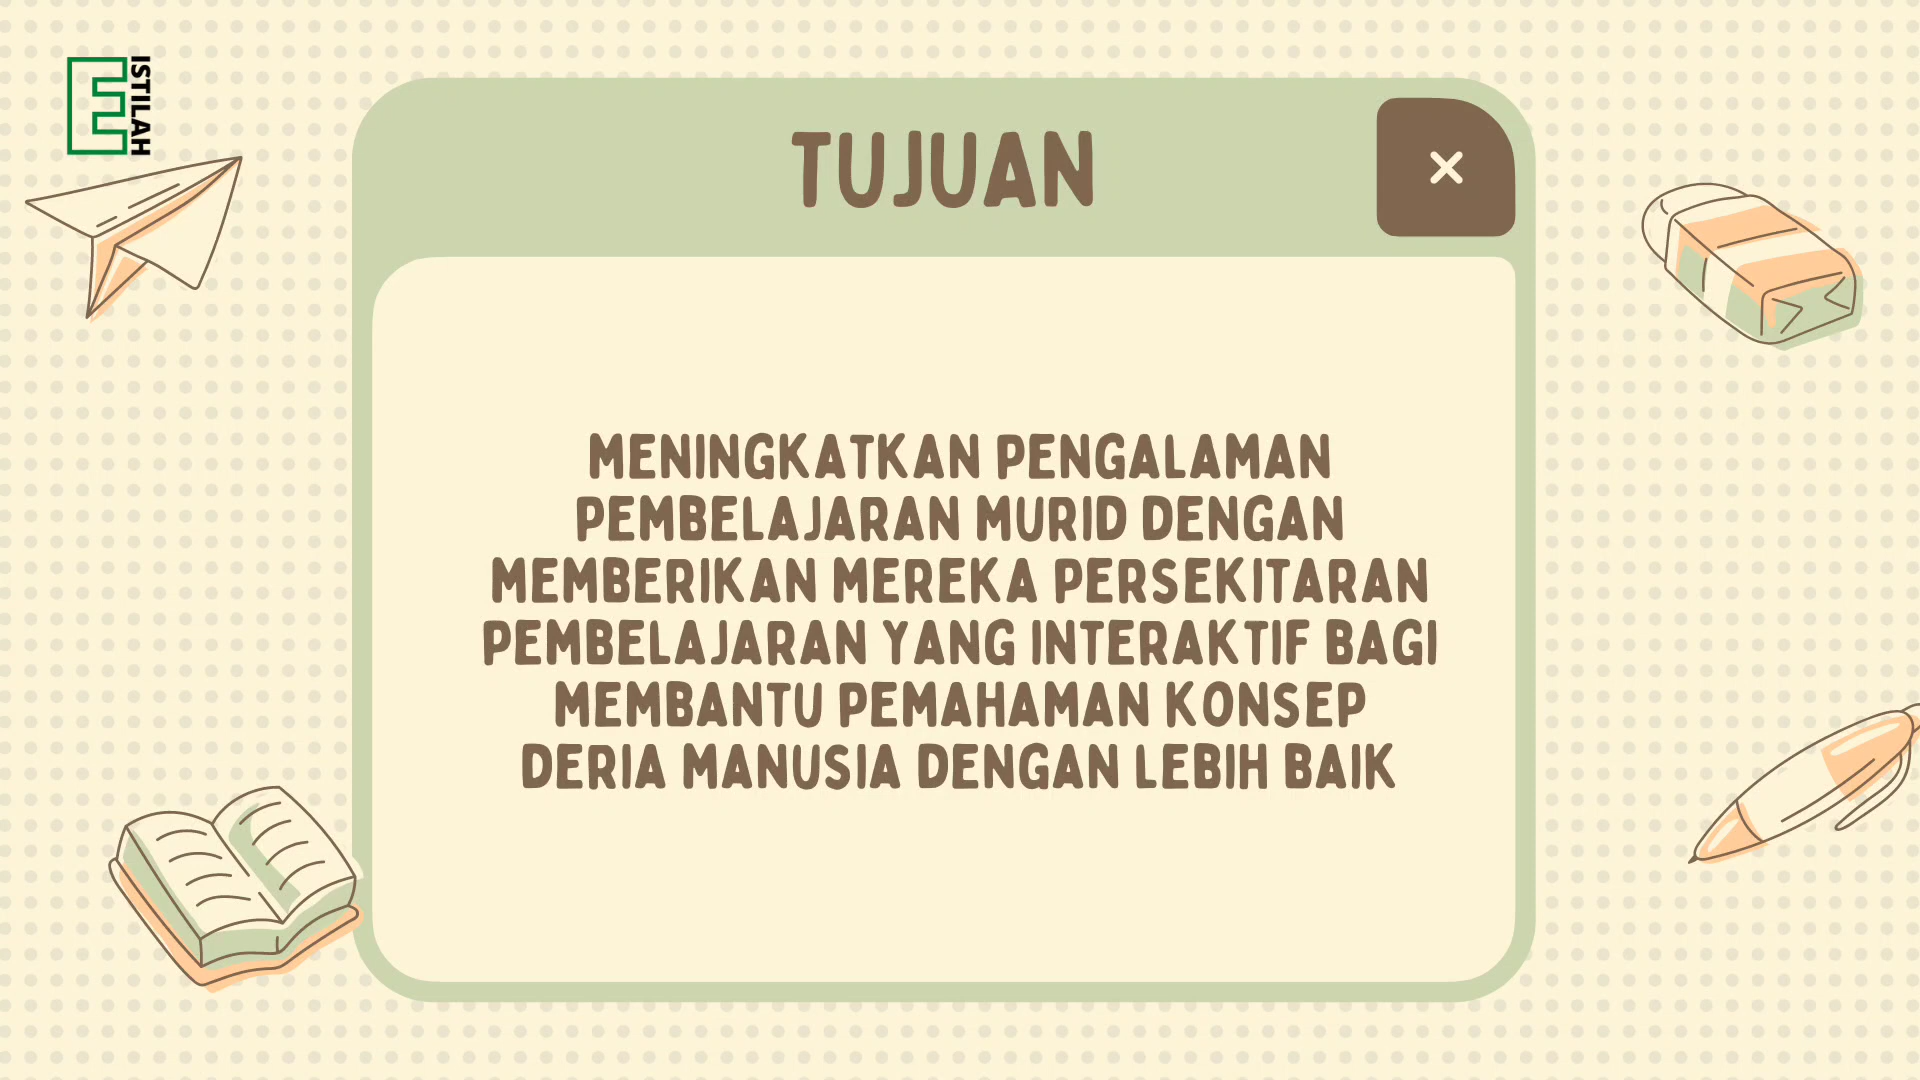 E ISTILAH
TUJUAN
MENINGKATKAN PENGALAMAN
PEMBELAJARAN MURID DENGAN
MEMBERIKAN MEREKA PERSEKITARAN
PEMBELAJARAN YANG INTERAKTIF BAGI
MEMBANTU PEMAHAMAN KONSEP
DERIA MANUSIA DENGAN LEBIH BAIK